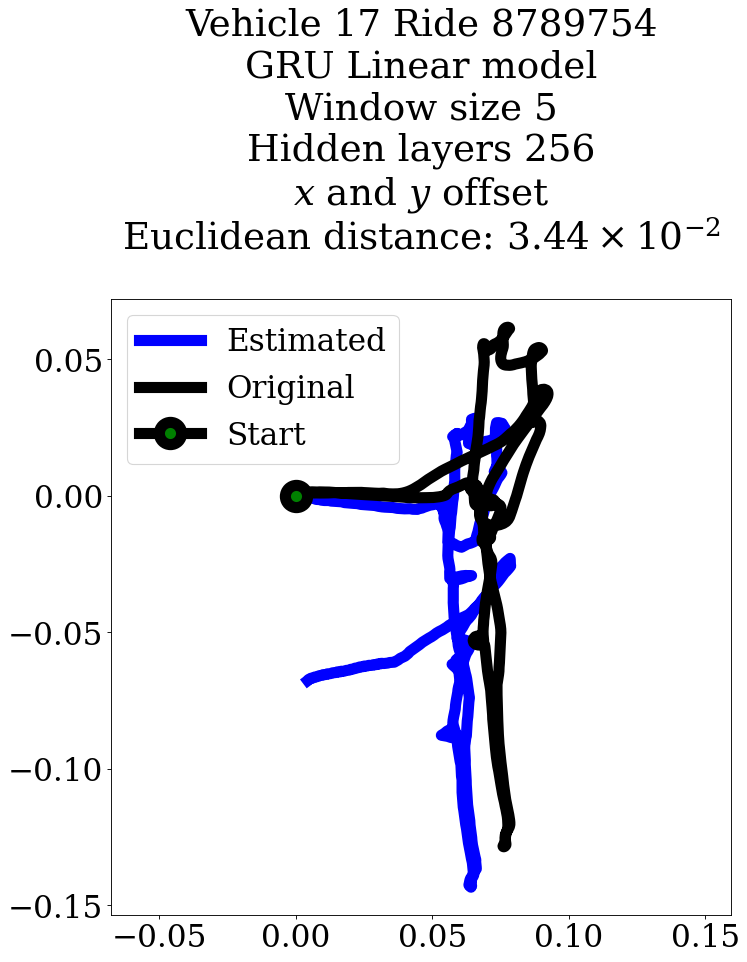 Vehicle 17 Ride 8789754
GRU Linear model
Window size 5
Hidden layers 256
x and y offset
Euclidean distance: 3.44 × 10⁻²
Estimated
Original
Start
0.05
0.00
−0.05
−0.10
−0.15
−0.05 0.00 0.05 0.10 0.15